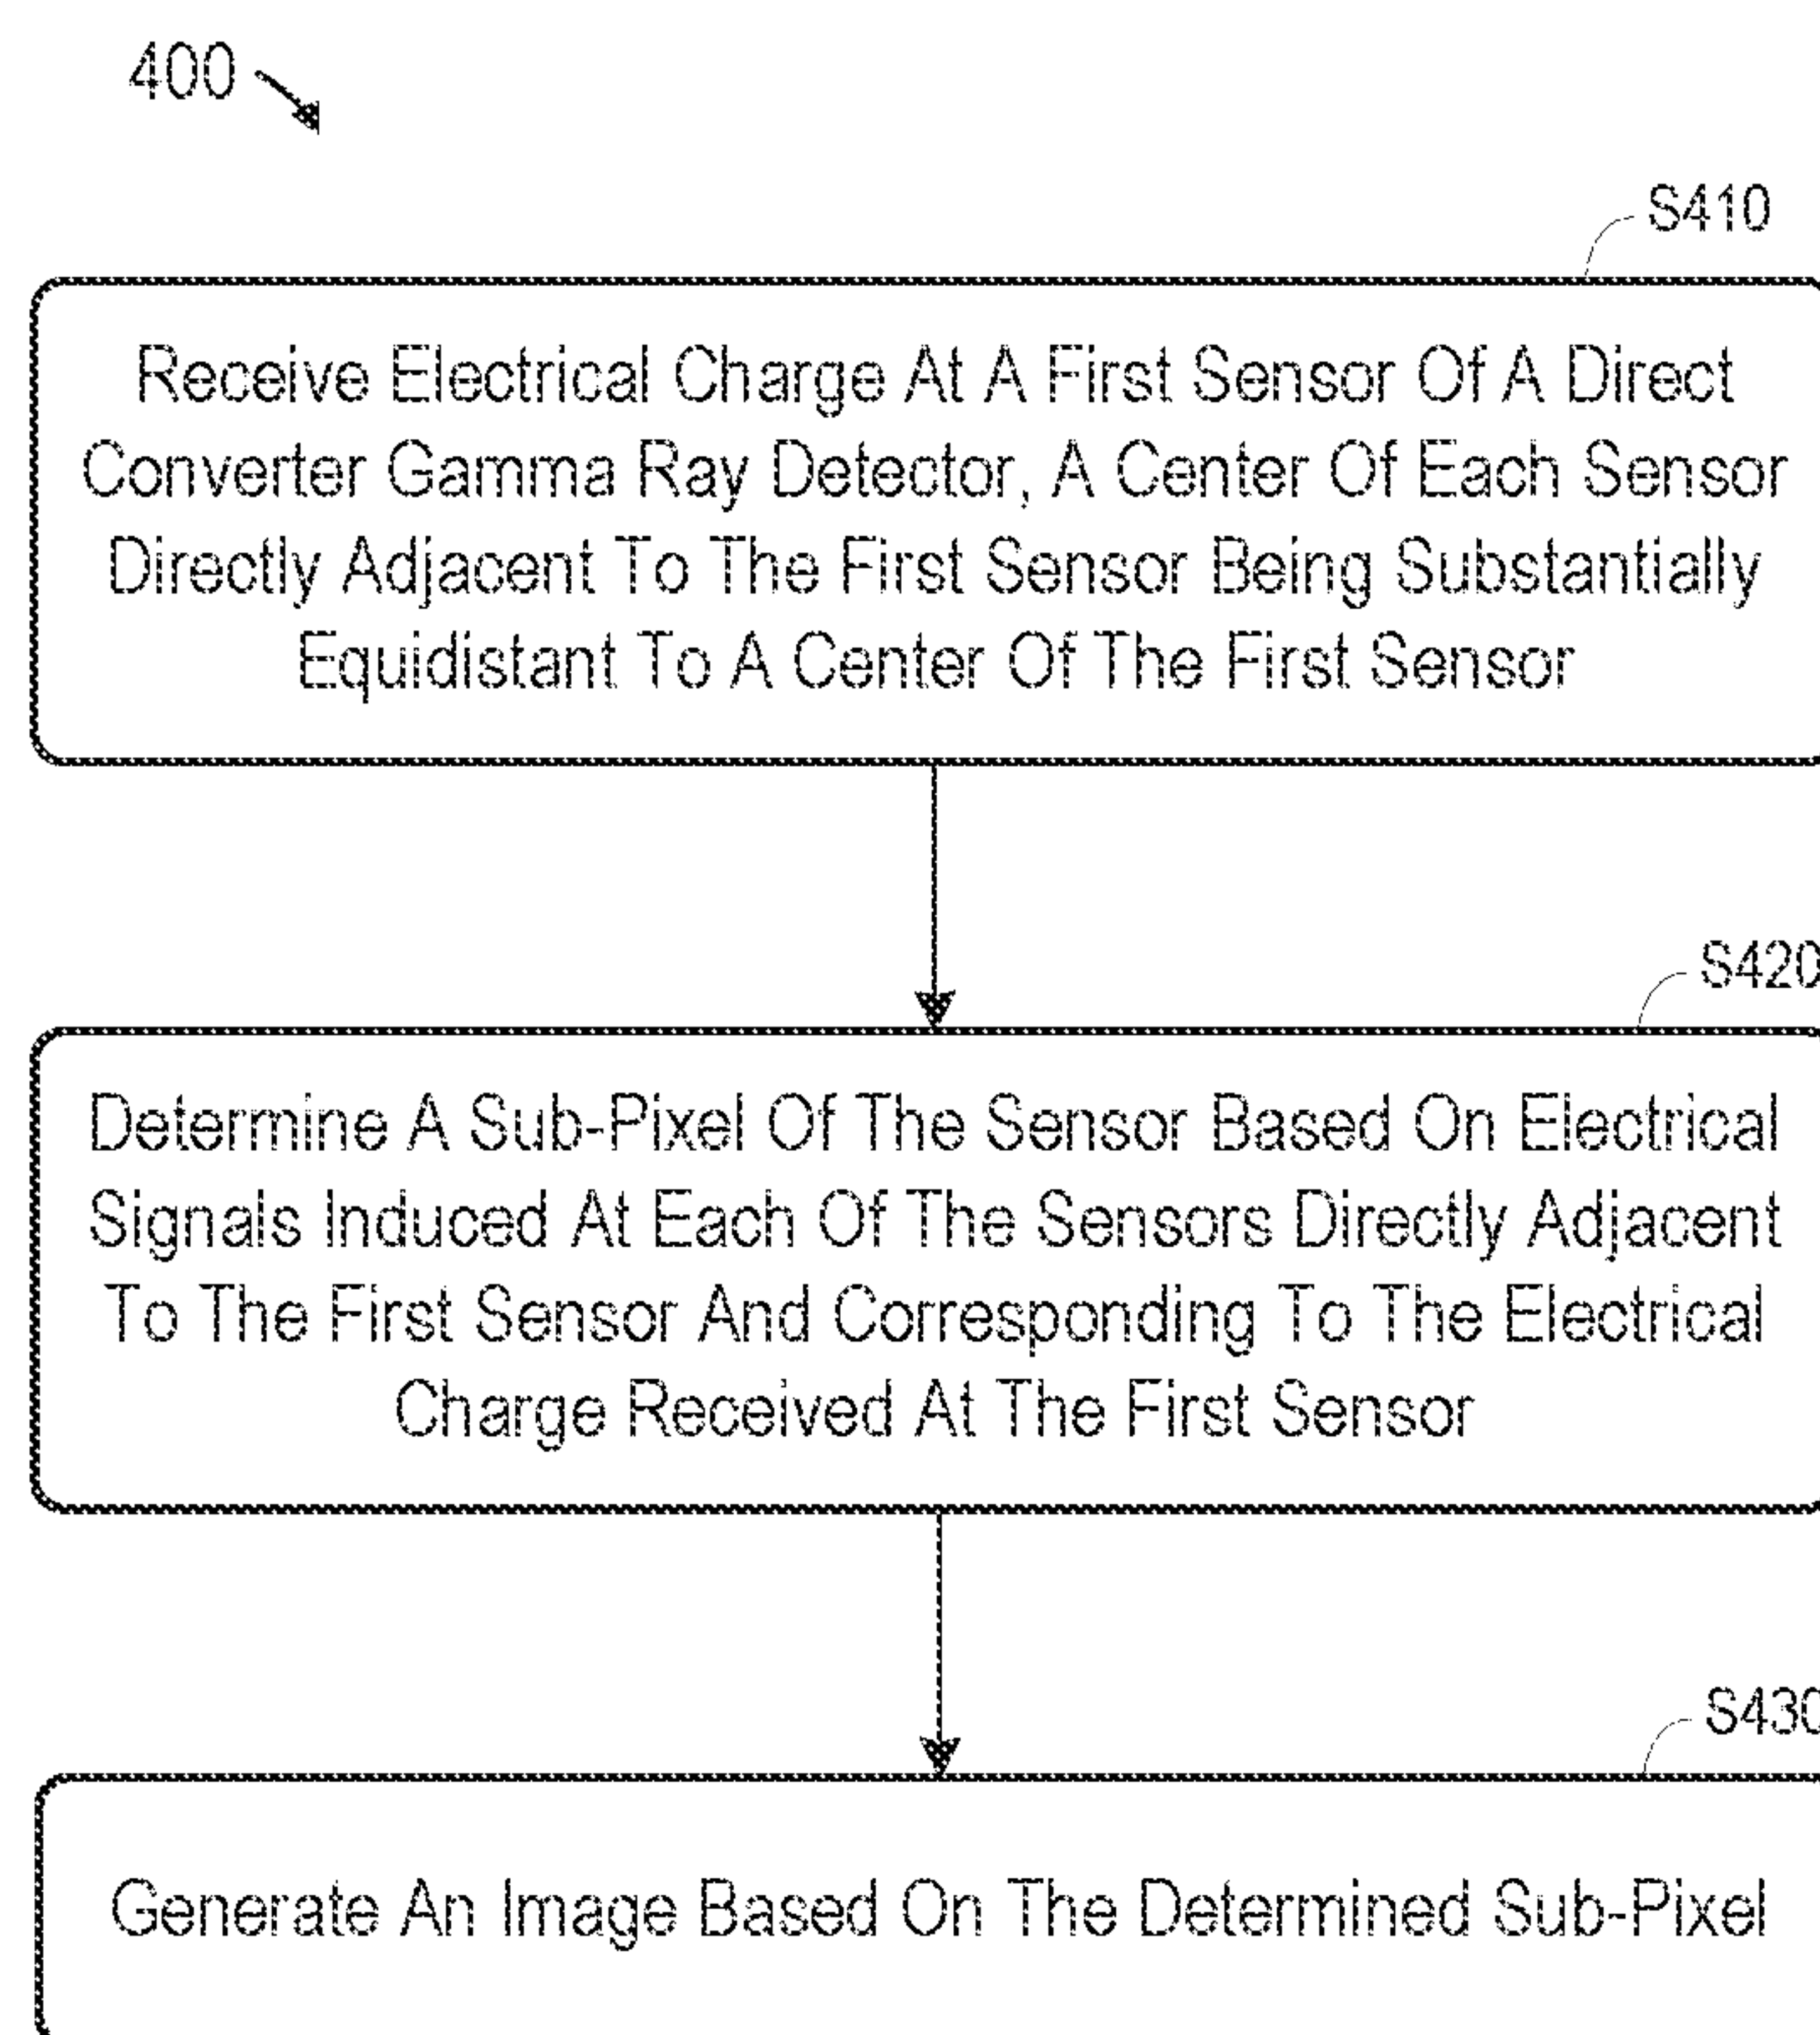 400
S410
Receive Electrical Charge At A First Sensor Of A Direct
Converter Gamma Ray Detector, A Center Of Each Sensor
Directly Adjacent To The First Sensor Being Substantially
Equidistant To A Center Of The First Sensor
S420
Determine A Sub-Pixel Of The Sensor Based On Electrical
Signals Induced At Each Of The Sensors Directly Adjacent
To The First Sensor And Corresponding To The Electrical
Charge Received At The First Sensor
S430
Generate An Image Based On The Determined Sub-Pixel